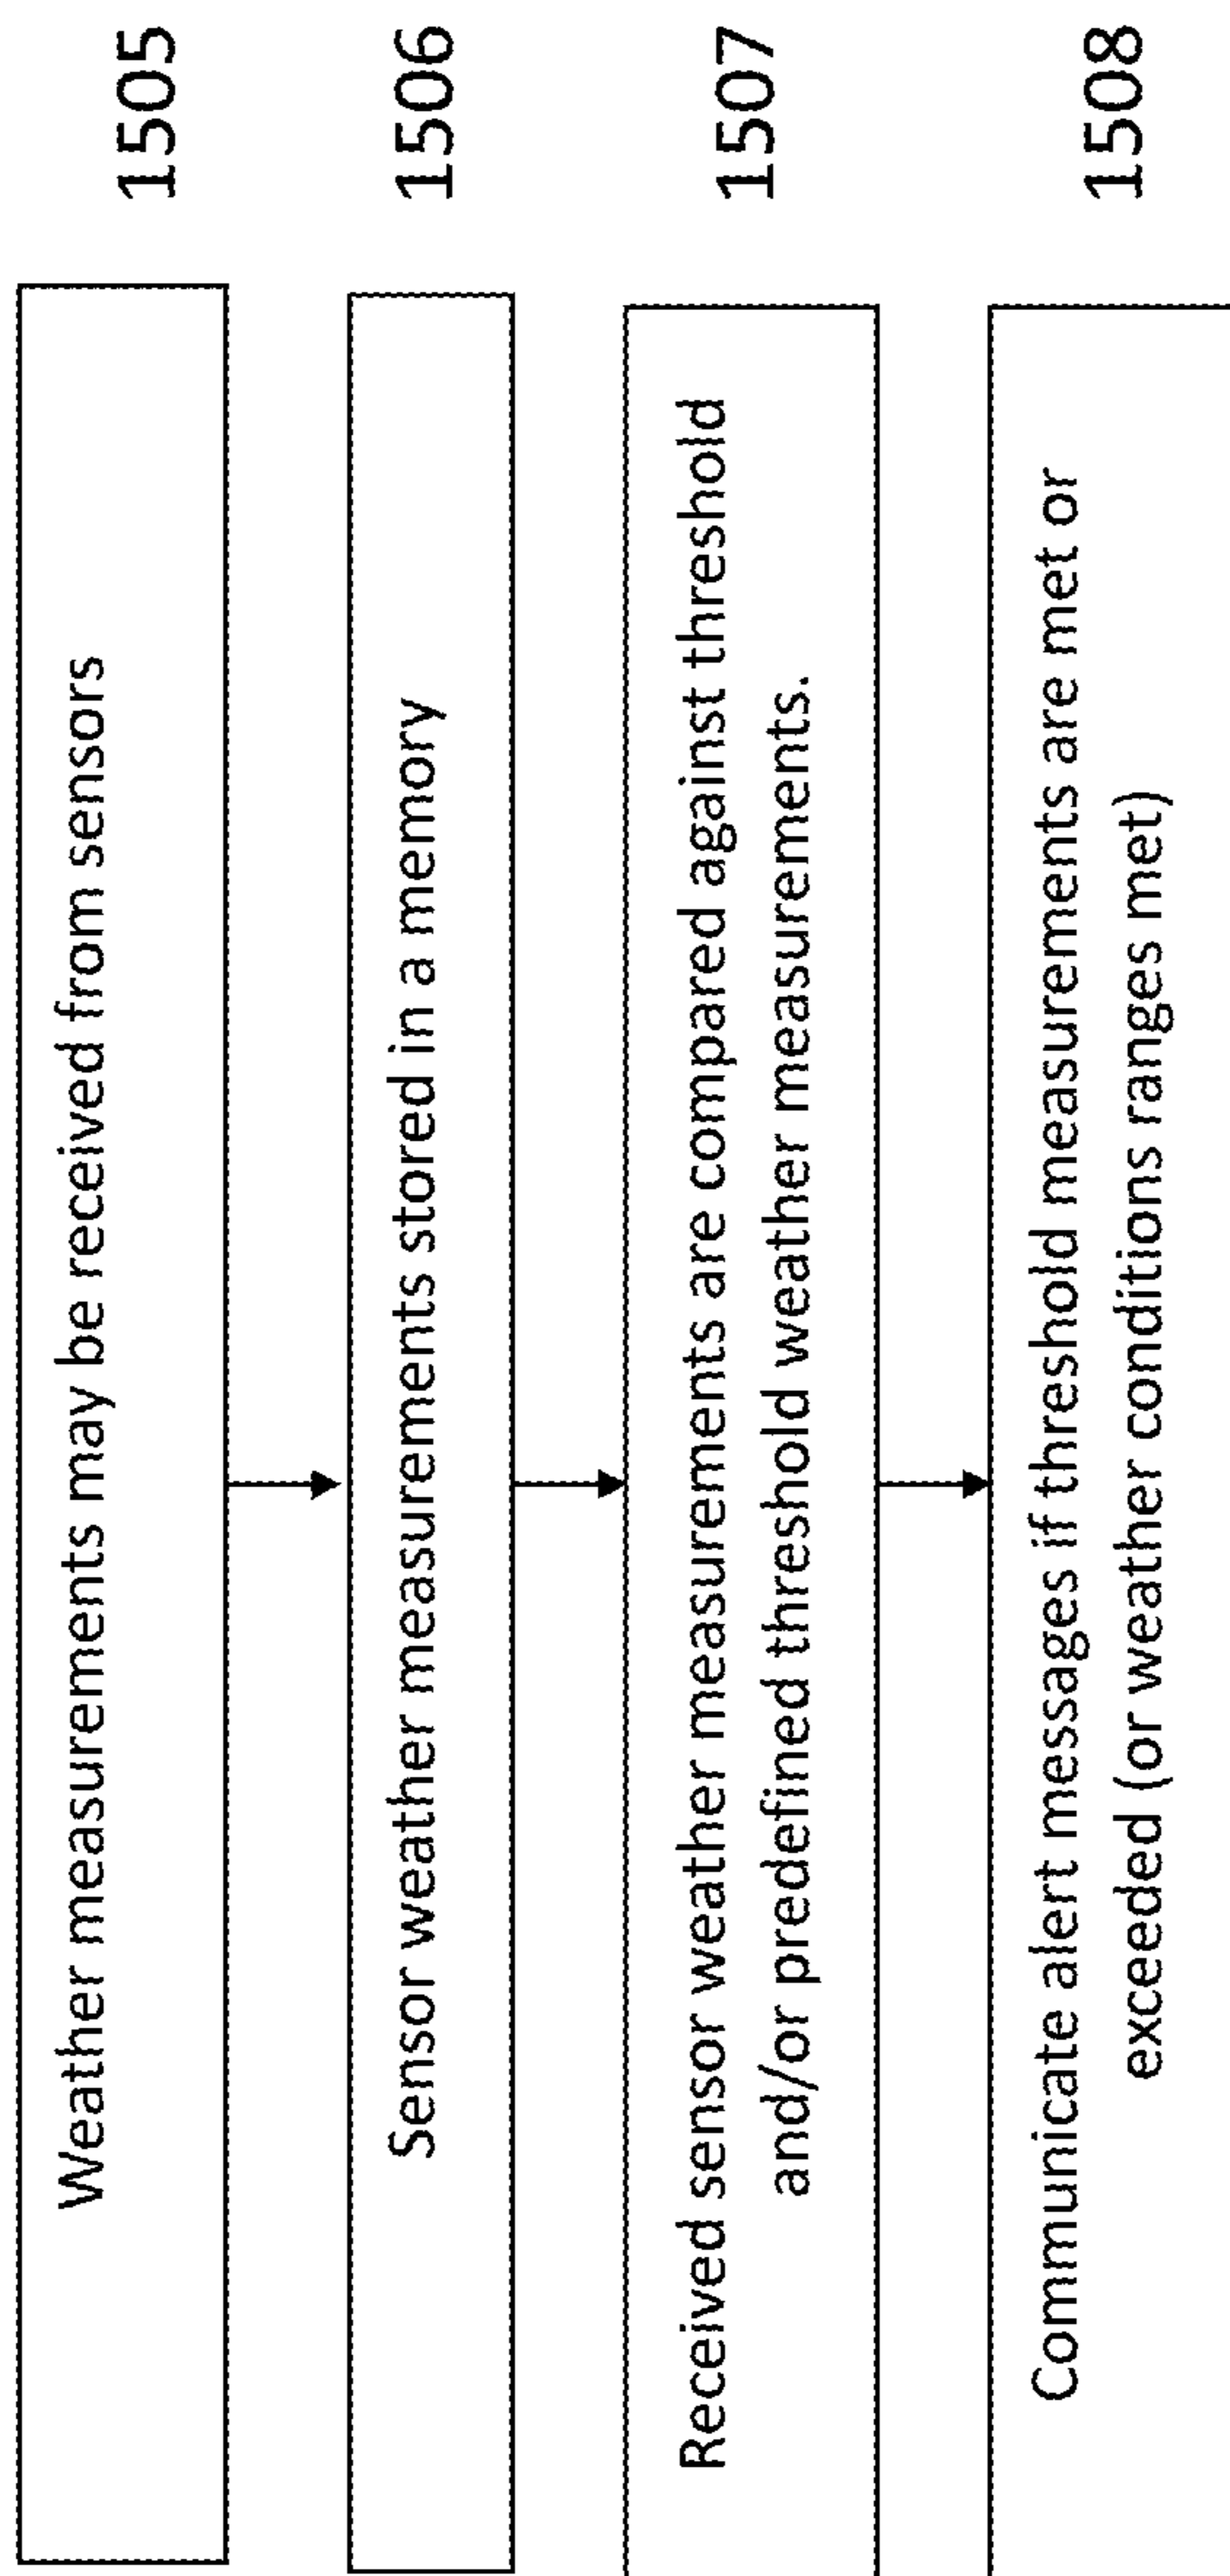 Weather measurements may be received from sensors
1505
Sensor weather measurements stored in a memory
1506
Received sensor weather measurements are compared against threshold
and/or predefined threshold weather measurements.
1507
Communicate alert messages if threshold measurements are met or
exceeded (or weather conditions ranges met)
1508